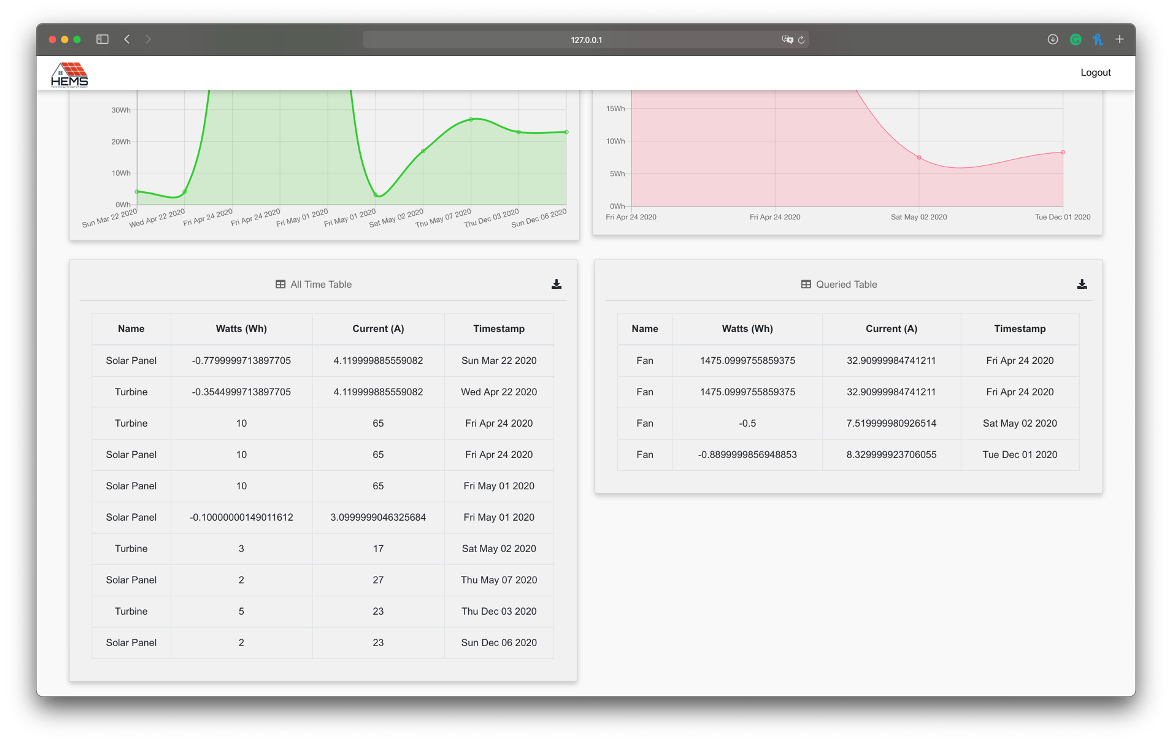 127.0.0.1
HEMS
Logout
30Wh
20Wh
10Wh
0Wh
Sun Mar 22 2020 Wed Apr 22 2020 Fri Apr 24 2020 Fri Apr 24 2020 Fri May 01 2020 Fri May 01 2020 Sat May 02 2020 Thu May 07 2020 Thu Dec 03 2020 Sun Dec 06 2020
15Wh
10Wh
5Wh
0Wh
Fri Apr 24 2020 Fri Apr 24 2020 Sat May 02 2020 Tue Dec 01 2020
All Time Table
Name Watts (Wh) Current (A) Timestamp
Solar Panel -0.7799999713897705 4.119999885559082 Sun Mar 22 2020
Turbine -0.3544999713897705 4.119999885559082 Wed Apr 22 2020
Turbine 10 65 Fri Apr 24 2020
Solar Panel 10 65 Fri Apr 24 2020
Solar Panel 10 65 Fri May 01 2020
Solar Panel -0.10000000149011612 3.0999999046325684 Fri May 01 2020
Turbine 3 17 Sat May 02 2020
Solar Panel 2 27 Thu May 07 2020
Turbine 5 23 Thu Dec 03 2020
Solar Panel 2 23 Sun Dec 06 2020
Queried Table
Name Watts (Wh) Current (A) Timestamp
Fan 1475.0999755859375 32.90999984741211 Fri Apr 24 2020
Fan 1475.0999755859375 32.90999984741211 Fri Apr 24 2020
Fan -0.5 7.519999980926514 Sat May 02 2020
Fan -0.8899999856948853 8.329999923706055 Tue Dec 01 2020